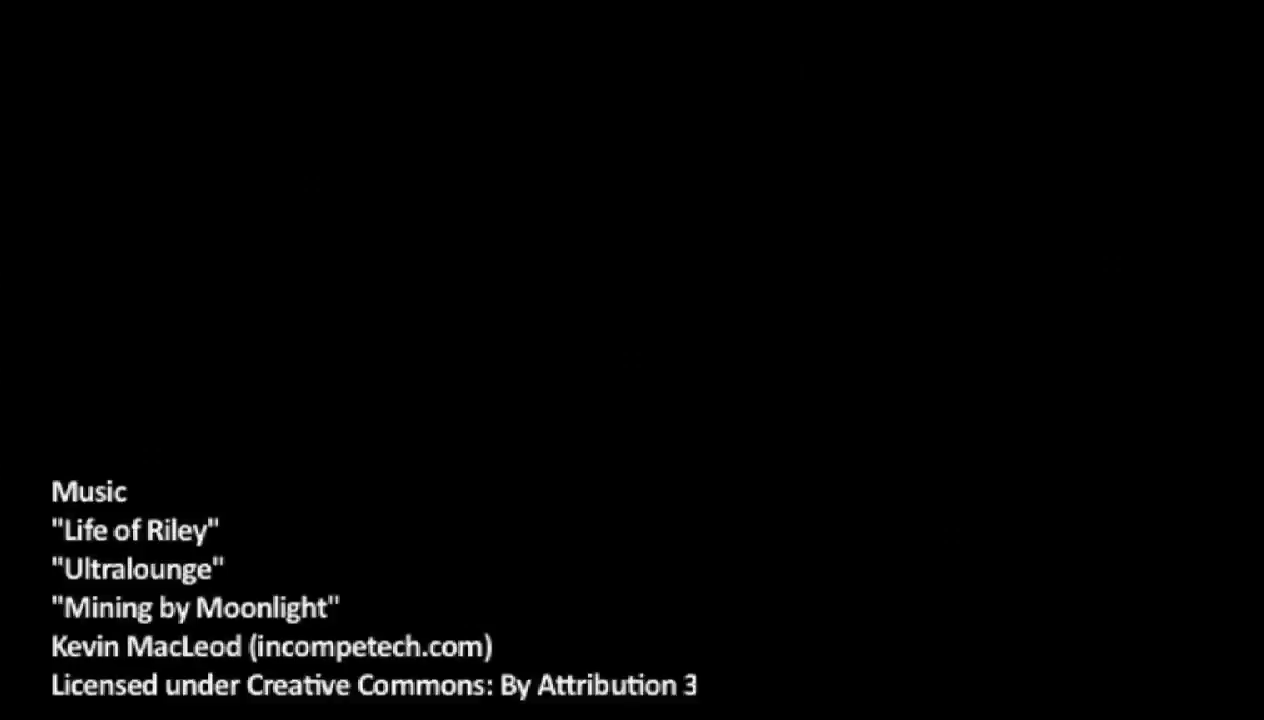 Music
"Life of Riley"
"Ultralounge"
"Mining by Moonlight"
Kevin MacLeod (incompetech.com)
Licensed under Creative Commons: By Attribution 3